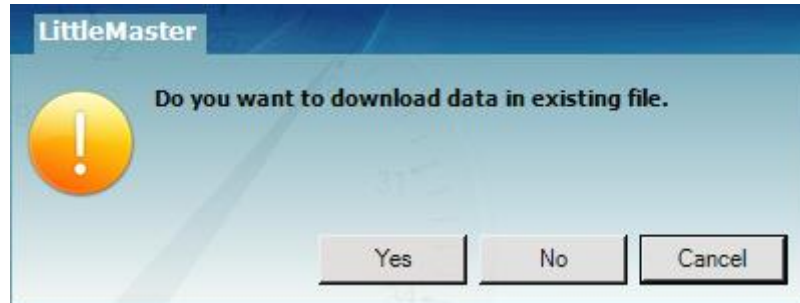 LittleMaster
Do you want to download data in existing file.
Yes No Cancel